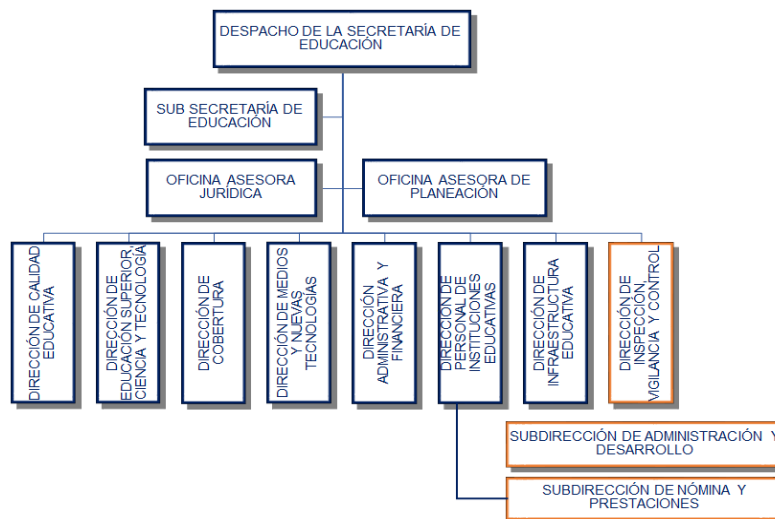 DESPACHO DE LA SECRETARÍA DE
EDUCACIÓN
SUB SECRETARÍA DE
EDUCACIÓN
OFICINA ASESORA
JURÍDICA
OFICINA ASESORA DE
PLANEACIÓN
DIRECCIÓN DE CALIDAD
EDUCATIVA
DIRECCIÓN DE
EDUCACIÓN SUPERIOR,
CIENCIA Y TECNOLOGÍA
DIRECCIÓN DE
COBERTURA
DIRECCIÓN DE MEDIOS
Y NUEVAS
TECNOLOGÍAS
DIRECCIÓN
ADMINISTRATIVA Y
FINANCIERA
DIRECCIÓN DE
PERSONAL DE
INSTITUCIONES
EDUCATIVAS
DIRECCIÓN DE
INFRAESTRUCTURA
EDUCATIVA
DIRECCIÓN DE
INSPECCIÓN,
VIGILANCIA Y CONTROL
SUBDIRECCIÓN DE ADMINISTRACIÓN Y
DESARROLLO
SUBDIRECCIÓN DE NÓMINA Y
PRESTACIONES